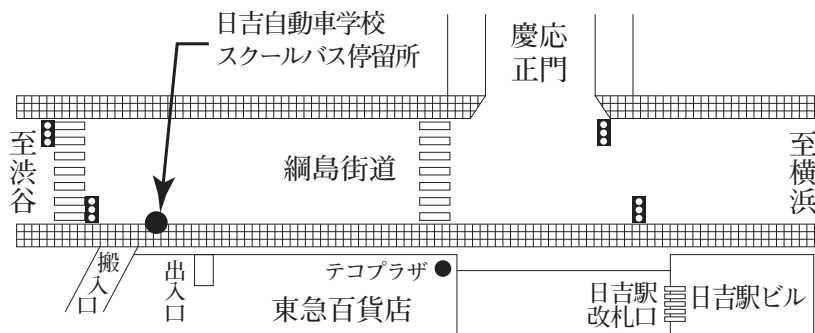 日吉自動車学校
スクールバス停留所
慶応
正門
至渋谷
綱島街道
至横浜
搬入口
出入口
テコプラザ
東急百貨店
日吉駅
改札口
日吉駅ビル